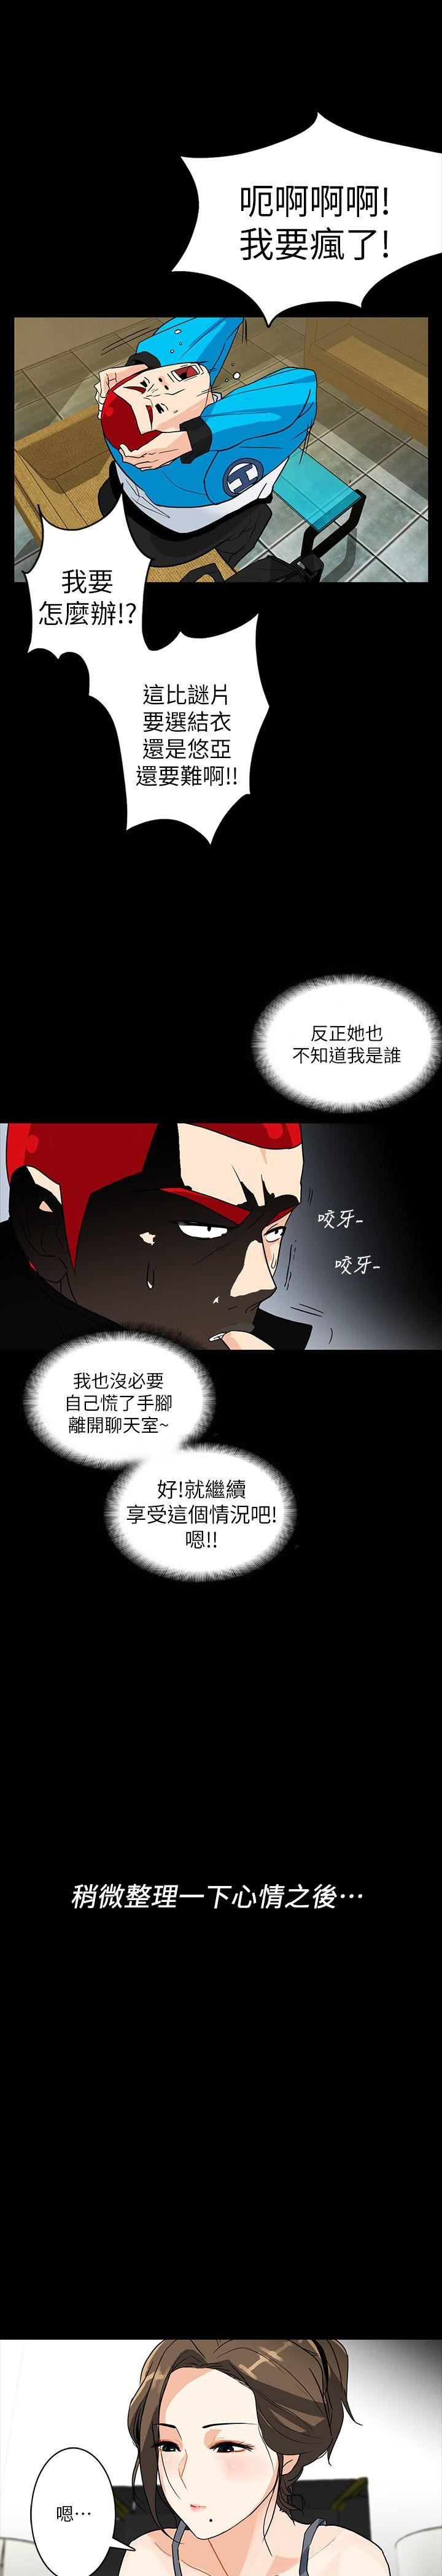 呃啊啊啊!
我要瘋了!
我要
怎麼辦!?
這比謎片
要選結衣
還是悠亞
還要難啊!!
反正她也
不知道我是誰
咬牙-
咬牙-
我也沒必要
自己慌了手腳
離開聊天室~
好!就繼續
享受這個情況吧!
嗯!!
稍微整理一下心情之後…
嗯…